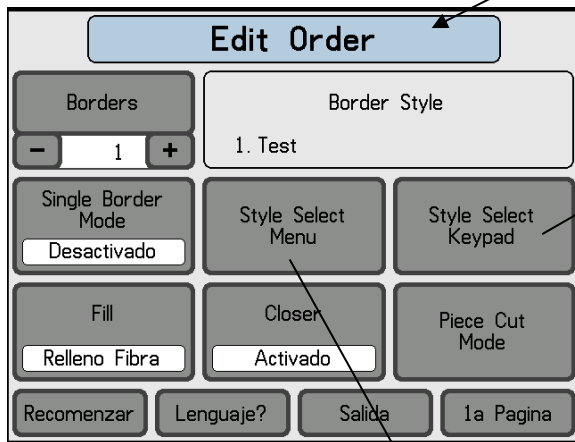 Edit Order
Borders
- 1 +
Border Style
1. Test
Single Border
Mode
Desactivado
Style Select
Menu
Style Select
Keypad
Fill
Relleno Fibra
Closer
Activado
Piece Cut
Mode
Recomenzar
Lenguaje?
Salida
1a Pagina